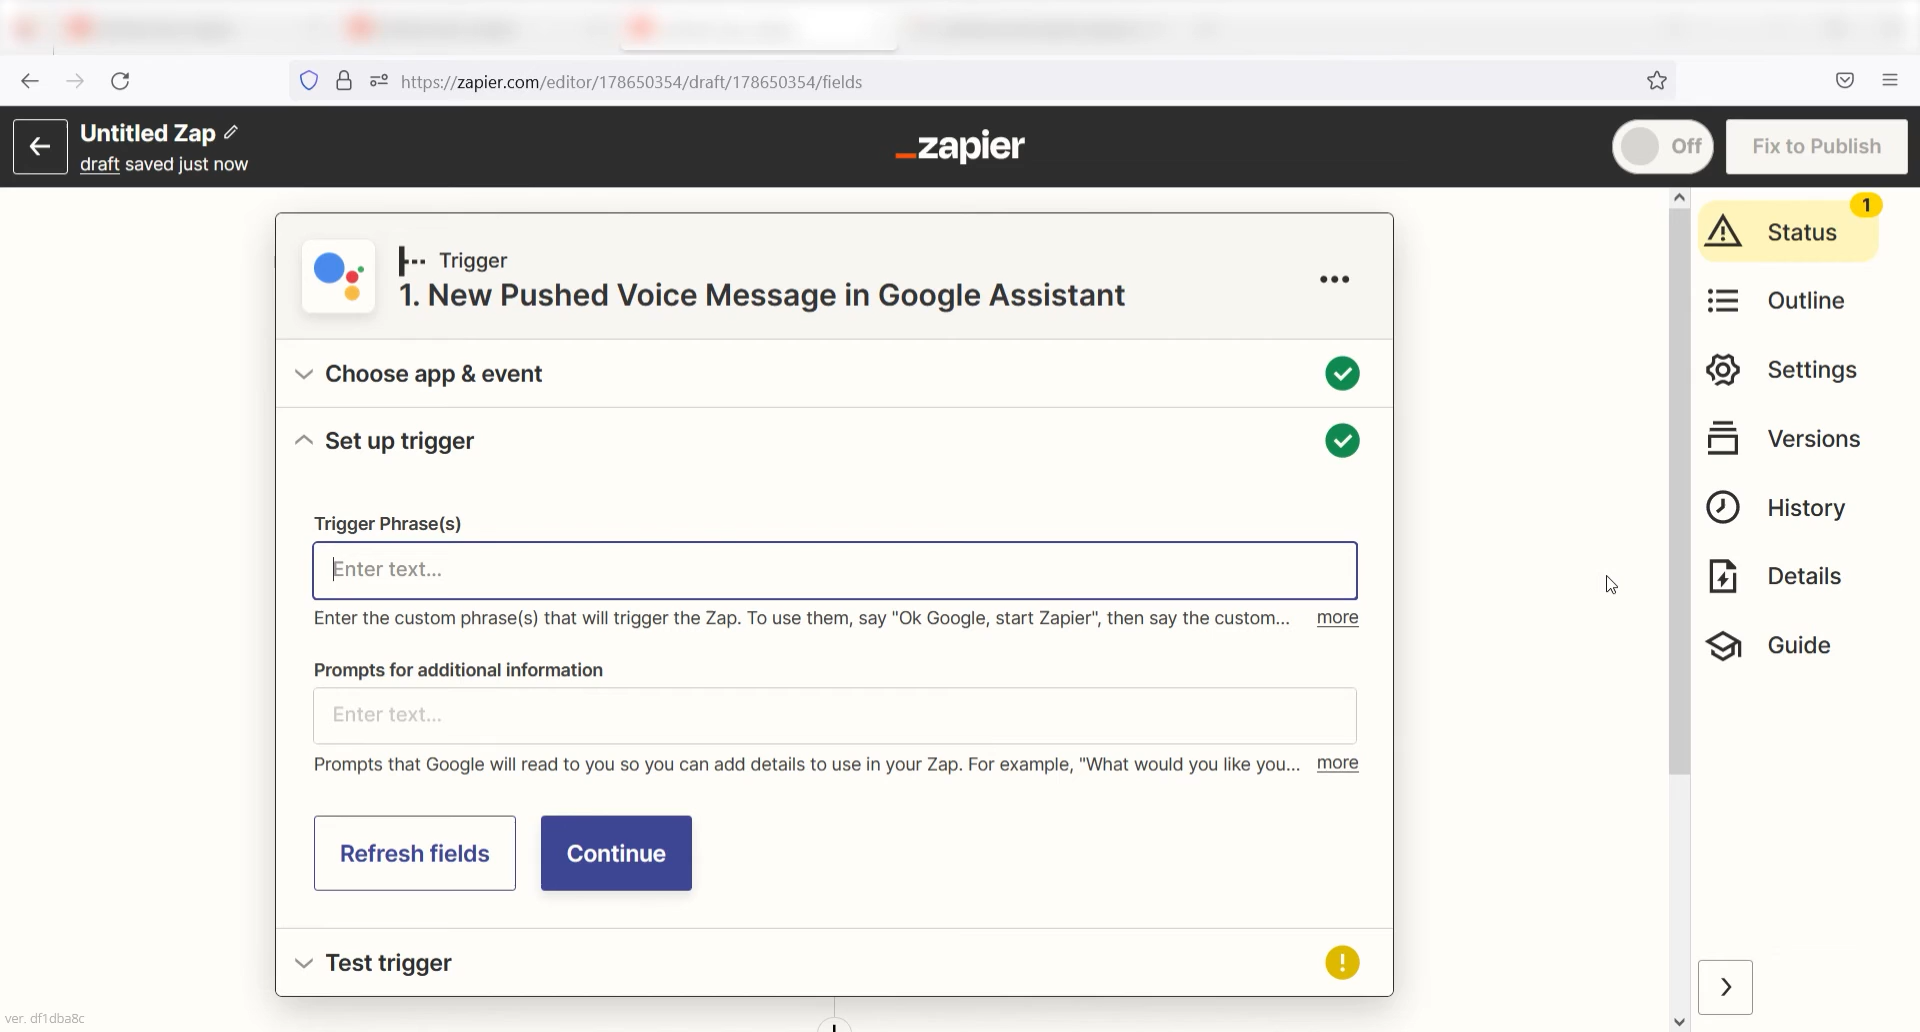 https://zapier.com/editor/178650354/draft/178650354/fields
Untitled Zap
draft saved just now
zapier
Off
Fix to Publish
Trigger
1. New Pushed Voice Message in Google Assistant
Choose app & event
Set up trigger
Trigger Phrase(s)
Enter text...
Enter the custom phrase(s) that will trigger the Zap. To use them, say "Ok Google, start Zapier", then say the custom... more
Prompts for additional information
Enter text...
Prompts that Google will read to you so you can add details to use in your Zap. For example, "What would you like you... more
Refresh fields
Continue
Test trigger
!
1
Status
Outline
Settings
Versions
History
Details
Guide
ver. df1dba8c